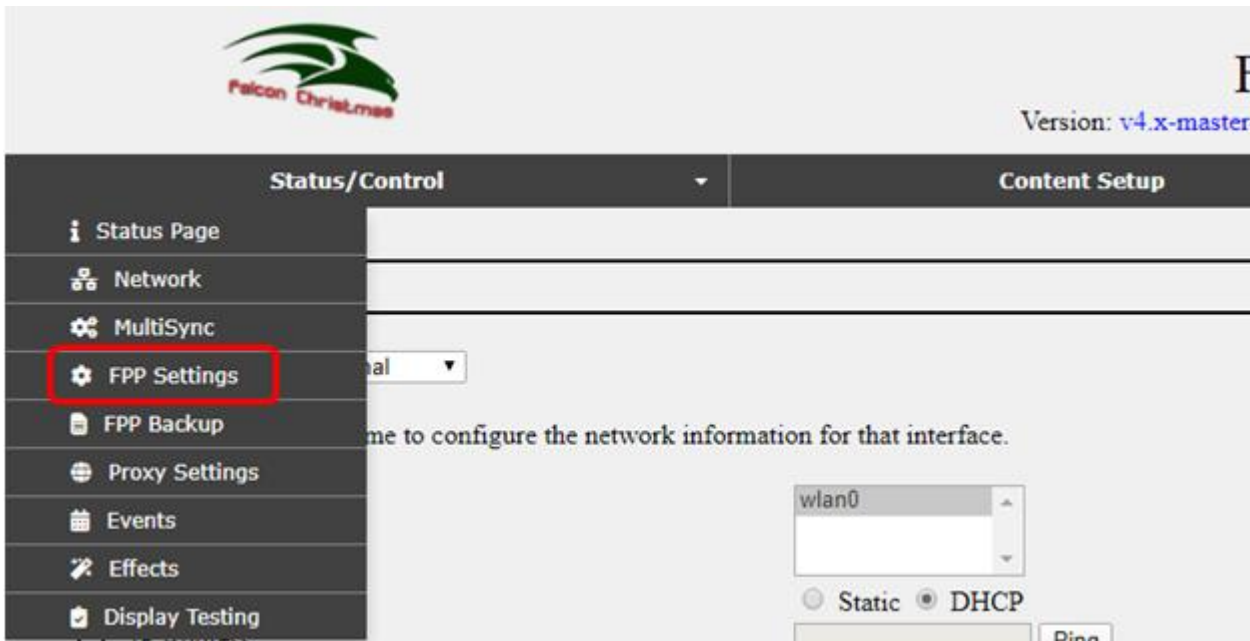 Falcon Christmas
Version: v4.x-master
Status/Control
Content Setup
Status Page
Network
MultiSync
FPP Settings
FPP Backup
me to configure the network information for that interface.
Proxy Settings
wlan0
Events
Effects
Static DHCP
Display Testing
Ping